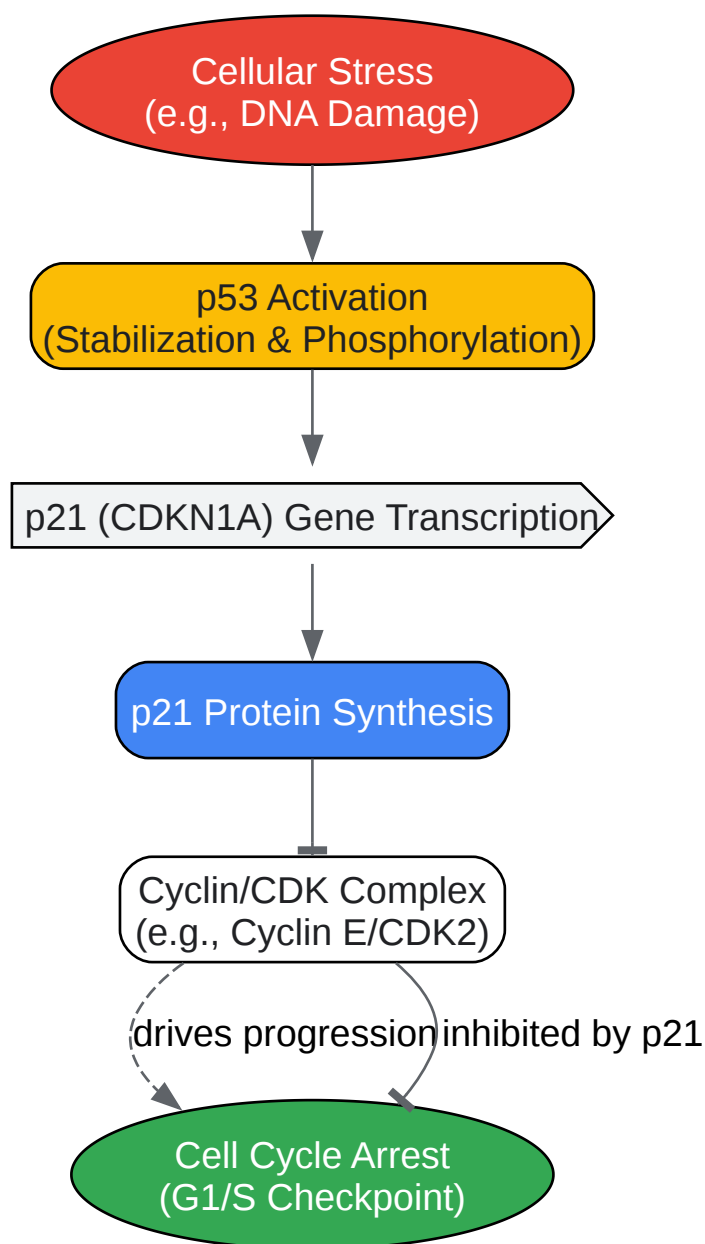 Cellular Stress
(e.g., DNA Damage)
p53 Activation
(Stabilization & Phosphorylation)
p21 (CDKN1A) Gene Transcription
p21 Protein Synthesis
Cyclin/CDK Complex
(e.g., Cyclin E/CDK2)
drives progression
inhibited by p21
Cell Cycle Arrest
(G1/S Checkpoint)